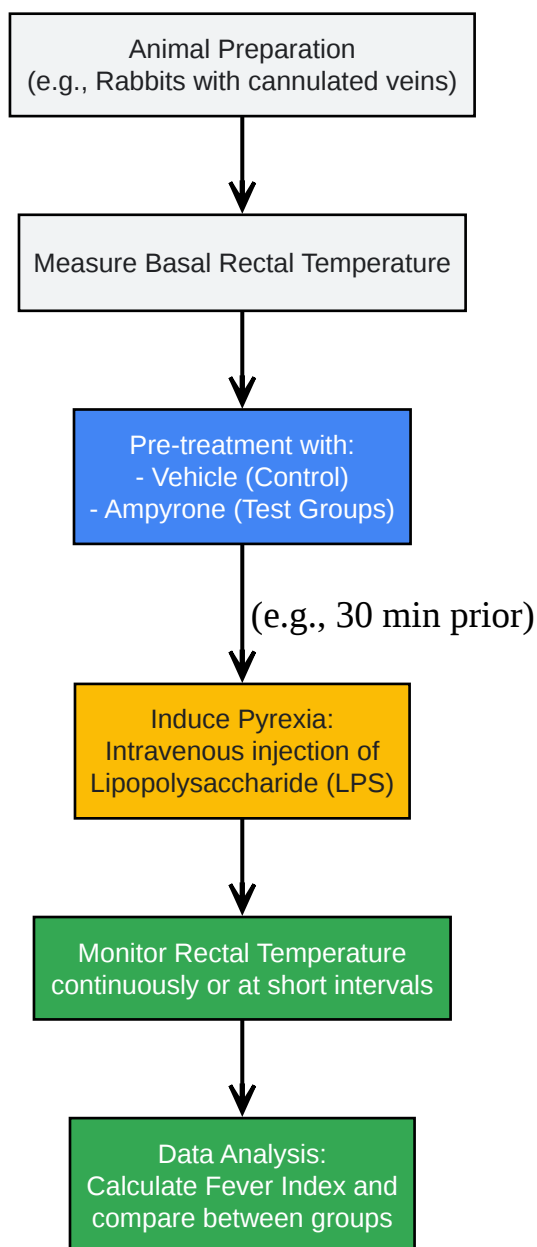 Animal Preparation
(e.g., Rabbits with cannulated veins)
Measure Basal Rectal Temperature
Pre-treatment with:
- Vehicle (Control)
- Ampyrone (Test Groups)
(e.g., 30 min prior)
Induce Pyrexia:
Intravenous injection of
Lipopolysaccharide (LPS)
Monitor Rectal Temperature
continuously or at short intervals
Data Analysis:
Calculate Fever Index and
compare between groups